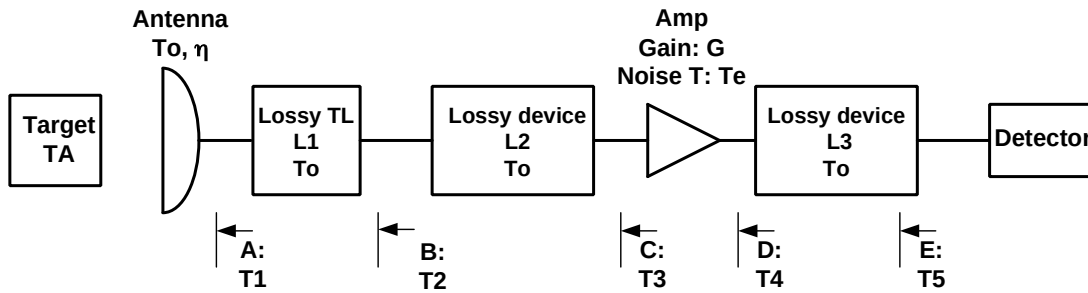 Antenna
To, η
Target
TA
Lossy TL
L1
To
Lossy device
L2
To
Amp
Gain: G
Noise T: Te
Lossy device
L3
To
Detector
A:
T1
B:
T2
C:
T3
D:
T4
E:
T5